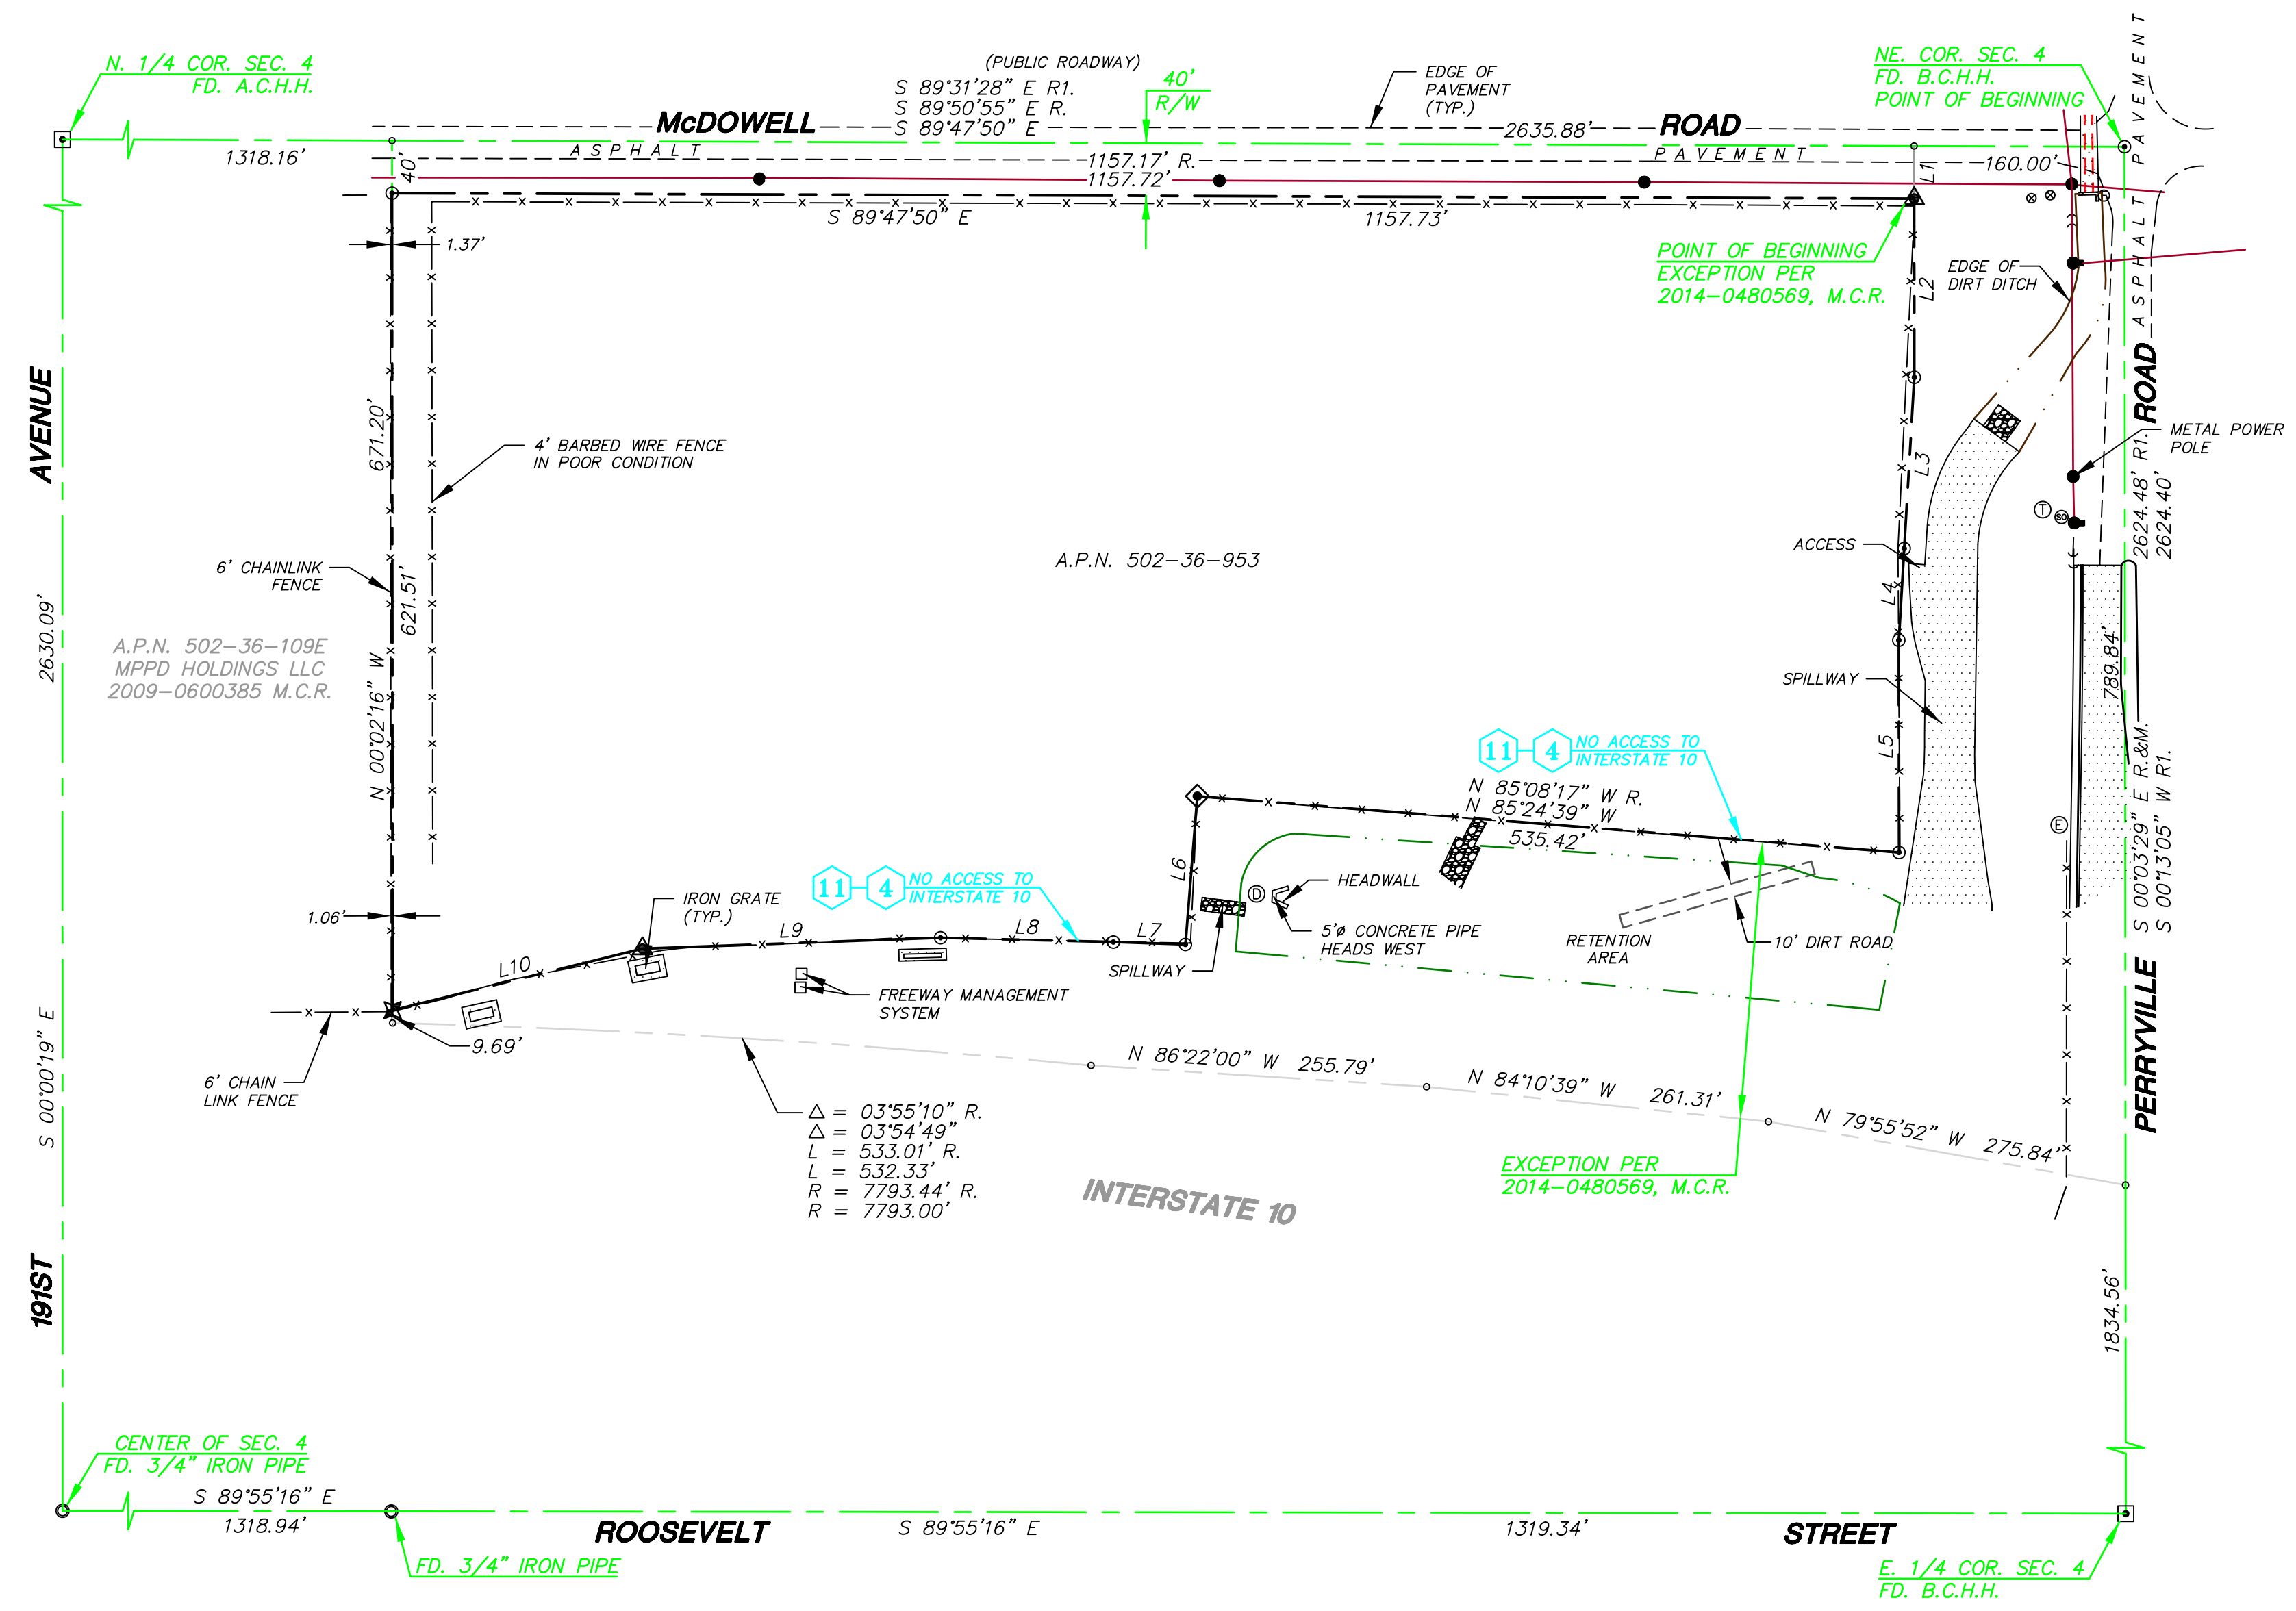 N. 1/4 COR. SEC. 4
FD. A.C.H.H.
(PUBLIC ROADWAY)
S 89°31'28" E R1.
S 89°50'55" E R.
S 89°47'50" E
40'
R/W
EDGE OF
PAVEMENT
(TYP.)
NE. COR. SEC. 4
FD. B.C.H.H.
POINT OF BEGINNING
McDOWELL
ROAD
2635.88'
1318.16'
40'
ASPHALT
PAVEMENT
1157.17' R.
1157.72'
160.00'
L1
S 89°47'50" E
1157.73'
1.37'
POINT OF BEGINNING
EXCEPTION PER
2014-0480569, M.C.R.
EDGE OF
DIRT DITCH
L2
ASPHALT PAVEMENT
AVENUE
671.20'
4' BARBED WIRE FENCE
IN POOR CONDITION
L3
ROAD
METAL POWER
POLE
2624.48' R1.
2624.40'
T
SO
ACCESS
A.P.N. 502-36-953
6' CHAINLINK
FENCE
621.51'
L4
2630.09'
A.P.N. 502-36-109E
MPPD HOLDINGS LLC
2009-0600385 M.C.R.
N 00°02'16" W
SPILLWAY
789.84'
L5
11
4
NO ACCESS TO
INTERSTATE 10
N 85°08'17" W R.
N 85°24'39" W
535.42'
S 00°03'29" E R.&M.
S 00°13'05" W R1.
E
L6
11
4
NO ACCESS TO
INTERSTATE 10
D
HEADWALL
IRON GRATE
(TYP.)
1.06'
L9
L8
L7
5'ø CONCRETE PIPE
HEADS WEST
RETENTION
AREA
10' DIRT ROAD
L10
SPILLWAY
FREEWAY MANAGEMENT
SYSTEM
9.69'
S 00°00'19" E
N 86°22'00" W 255.79'
N 84°10'39" W 261.31'
N 79°55'52" W 275.84'
6' CHAIN
LINK FENCE
△ = 03°55'10" R.
△ = 03°54'49"
L = 533.01' R.
L = 532.33'
R = 7793.44' R.
R = 7793.00'
EXCEPTION PER
2014-0480569, M.C.R.
INTERSTATE 10
PERRYVILLE
191ST
1834.56'
CENTER OF SEC. 4
FD. 3/4" IRON PIPE
S 89°55'16" E
1318.94'
ROOSEVELT
S 89°55'16" E
1319.34'
STREET
FD. 3/4" IRON PIPE
E. 1/4 COR. SEC. 4
FD. B.C.H.H.